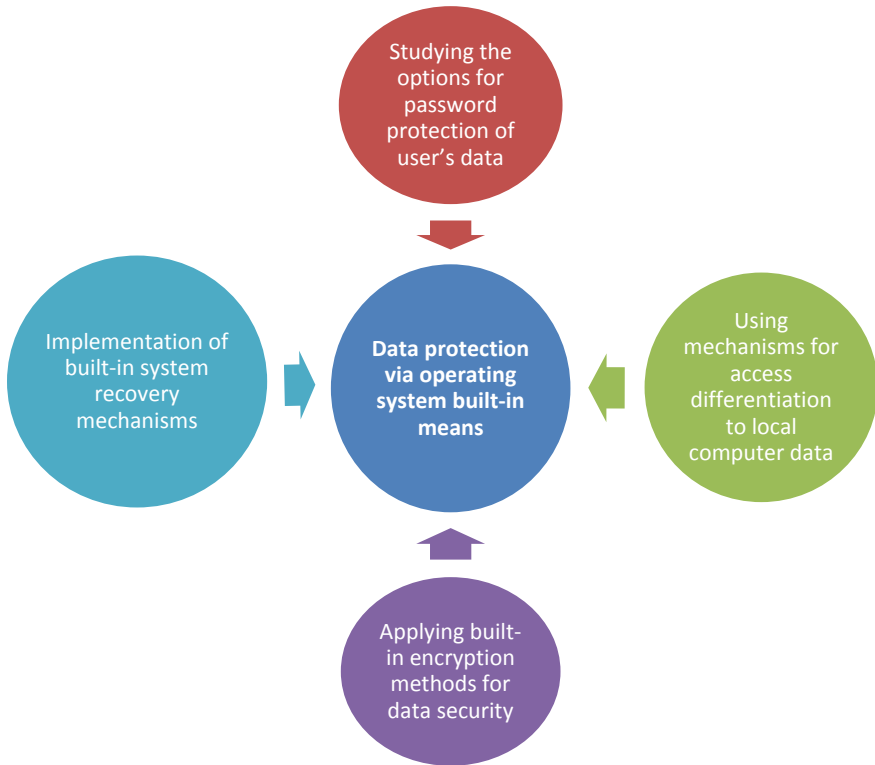 Studying the
options for
password
protection of
user’s data
Implementation of
built-in system
recovery
mechanisms
Data protection
via operating
system built-in
means
Using
mechanisms for
access
differentiation
to local
computer data
Applying built-
in encryption
methods for
data security